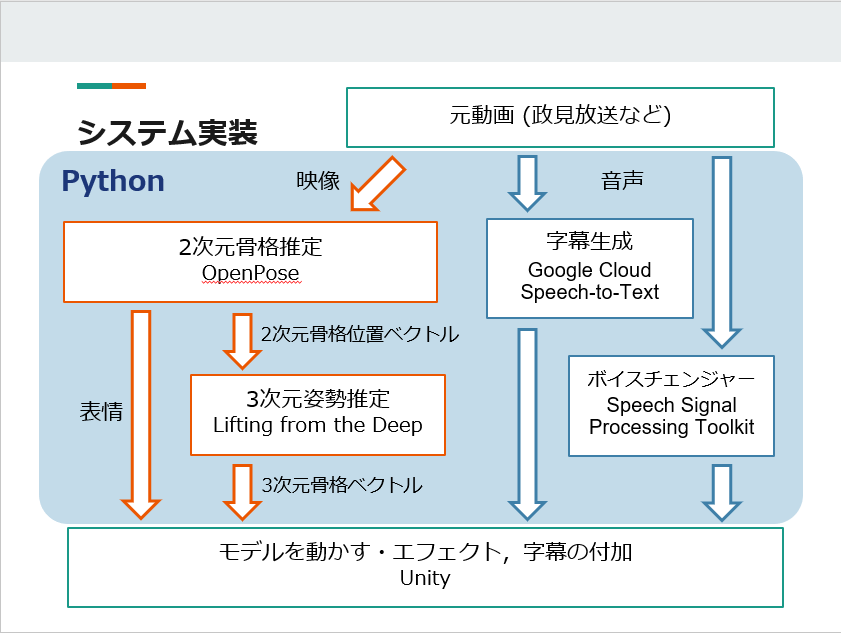 システム実装
元動画 (政見放送など)
Python
映像
音声
2次元骨格推定
OpenPose
字幕生成
Google Cloud
Speech-to-Text
2次元骨格位置ベクトル
表情
3次元姿勢推定
Lifting from the Deep
ボイスチェンジャー
Speech Signal
Processing Toolkit
3次元骨格ベクトル
モデルを動かす・エフェクト，字幕の付加
Unity